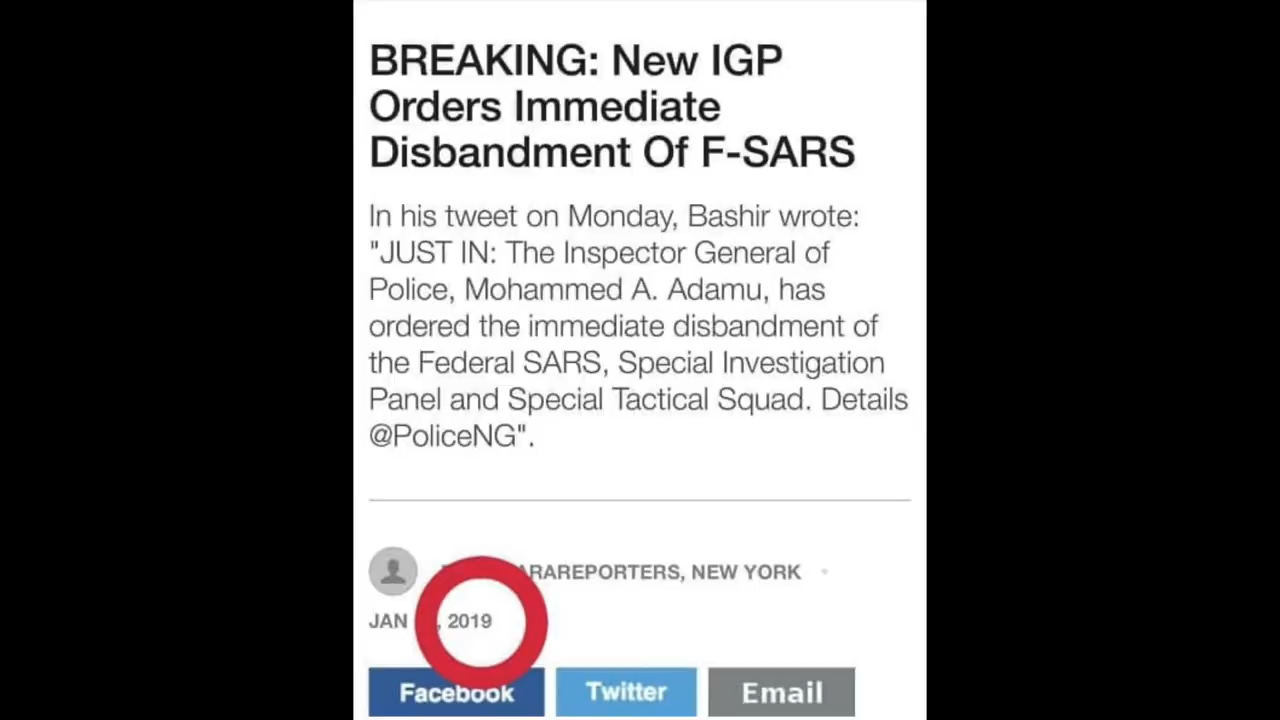 BREAKING: New IGP
Orders Immediate
Disbandment Of F-SARS
In his tweet on Monday, Bashir wrote:
"JUST IN: The Inspector General of
Police, Mohammed A. Adamu, has
ordered the immediate disbandment of
the Federal SARS, Special Investigation
Panel and Special Tactical Squad. Details
@PoliceNG".
ARAREPORTERS, NEW YORK
JAN , 2019
Facebook Twitter Email